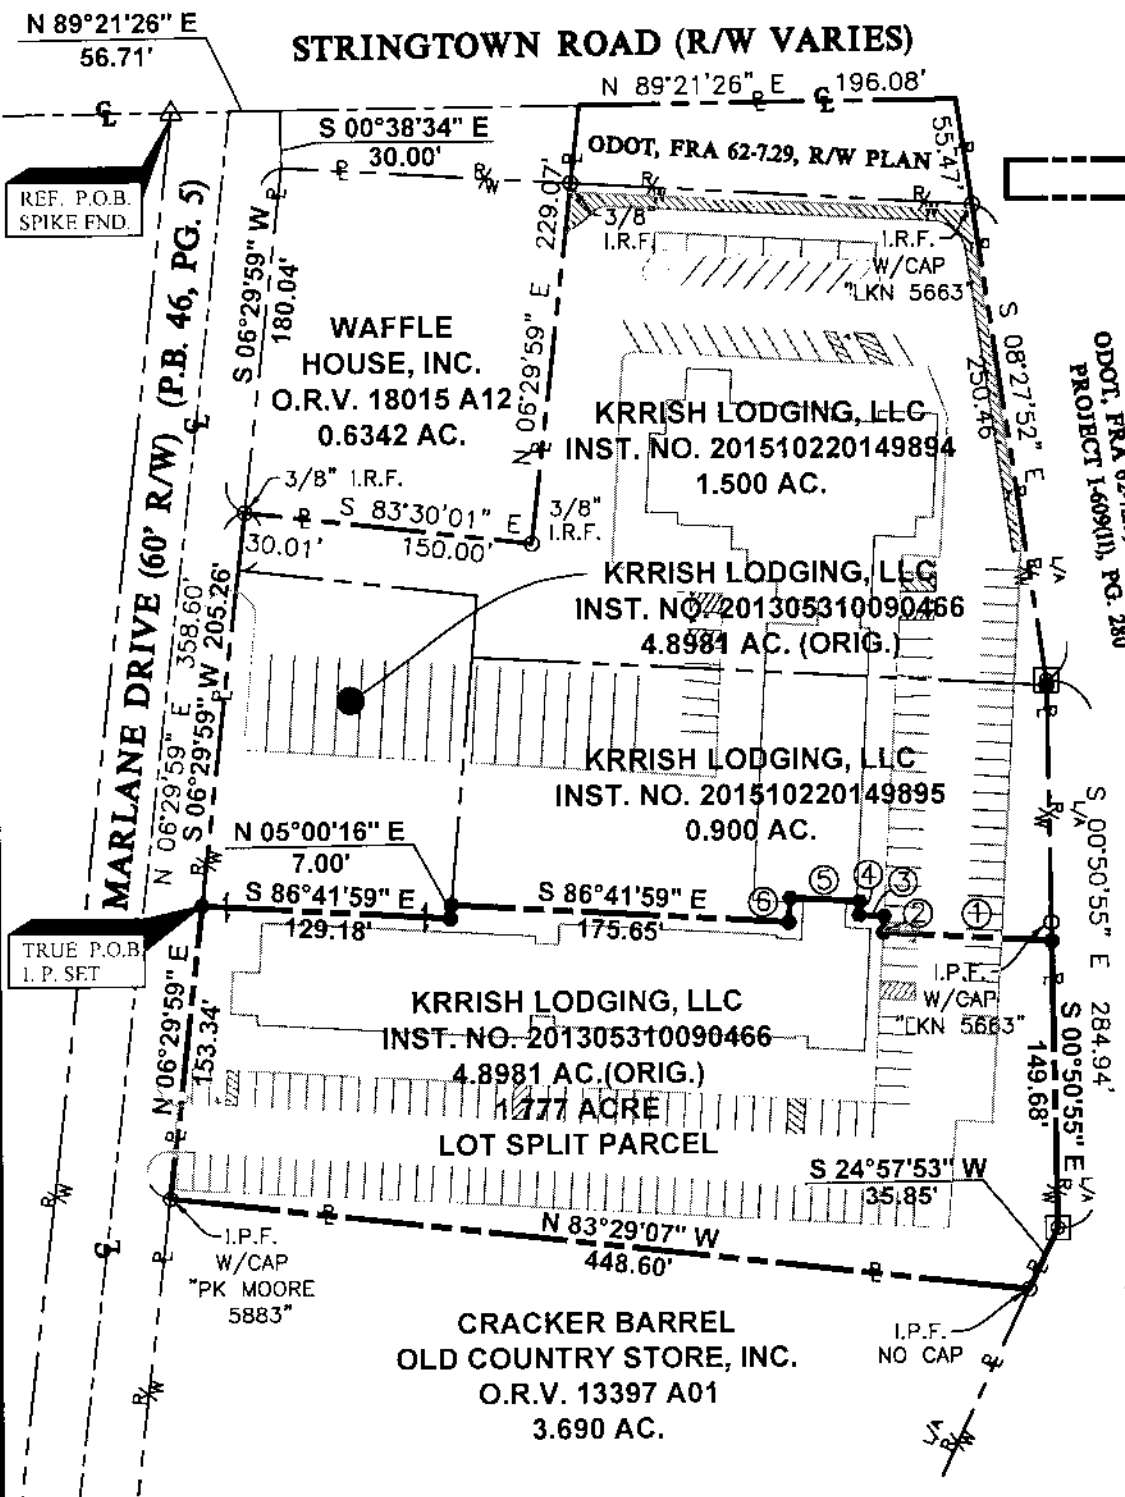 N 89°21'26" E
56.71'
STRINGTOWN ROAD (R/W VARIES)
N 89°21'26" E 196.08'
S 00°38'34" E
30.00'
ODOT, FRA 62-7.29, R/W PLAN
55.47'
REF. P.O.B.
SPIKE FND.
3/8"
I.R.F.
I.R.F.
W/CAP
"LKN 5663"
229.07'
N 06°29'59" E
S 06°29'59" W
180.04'
WAFFLE
HOUSE, INC.
O.R.V. 18015 A12
0.6342 AC.
S 08°27'52" E
250.46
ODOT, FRA
PROJECT 1-609(11), PG. 280
KRRISH LODGING, LLC
INST. NO. 201510220149894
1.500 AC.
3/8" I.R.F.
S 83°30'01" E
30.01'
150.00'
3/8"
I.R.F.
KRRISH LODGING, LLC
INST. NO. 201305310090466
4.8981 AC. (ORIG.)
L/A
R/W
MARLANE DRIVE (60' R/W) (P.B. 46, PG. 5)
N 06°29'59" E 358.60'
S 06°29'59" W 205.26'
KRRISH LODGING, LLC
INST. NO. 201510220149895
0.900 AC.
N 05°00'16" E
7.00'
S 86°41'59" E
129.18'
S 86°41'59" E
175.65'
6 5 4 3 2 1
S 00°50'55" E 284.94'
TRUE P.O.B.
I. P. SET
I.P.F.
W/CAP
"LKN 5663"
KRRISH LODGING, LLC
INST. NO. 201305310090466
4.8981 AC.(ORIG.)
1.777 ACRE
LOT SPLIT PARCEL
N 06°29'59" E
153.34'
S 00°50'55" E
149.68'
S 24°57'53" W
35.85'
N 83°29'07" W
448.60'
I.P.F.
W/CAP
"PK MOORE
5883"
I.P.F.
NO CAP
CRACKER BARREL
OLD COUNTRY STORE, INC.
O.R.V. 13397 A01
3.690 AC.
L/A
R/W